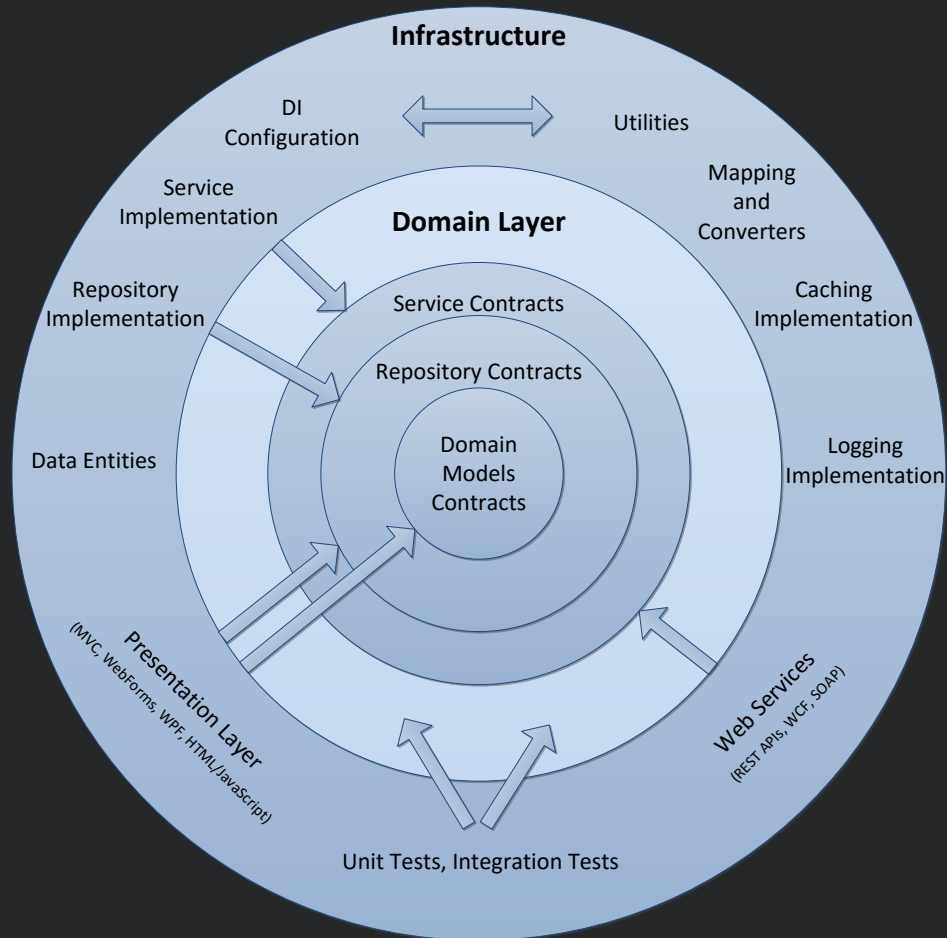 Infrastructure
DI
Configuration
Utilities
Service
Implementation
Mapping
and
Converters
Domain Layer
Repository
Implementation
Service Contracts
Caching
Implementation
Repository Contracts
Data Entities
Domain
Models
Contracts
Logging
Implementation
Presentation Layer
(MVC, WebForms, WPF, HTML/JavaScript)
Web Services
(REST APIs, WCF, SOAP)
Unit Tests, Integration Tests